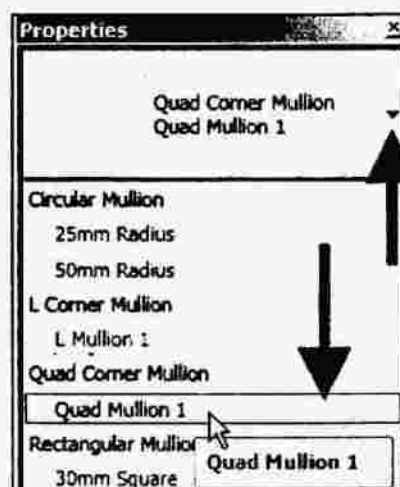 Properties
Quad Corner Mullion
Quad Mullion 1
Circular Mullion
25mm Radius
50mm Radius
L Corner Mullion
L Mullion 1
Quad Corner Mullion
Quad Mullion 1
Rectangular Mullion
Quad Mullion 1
30mm Square